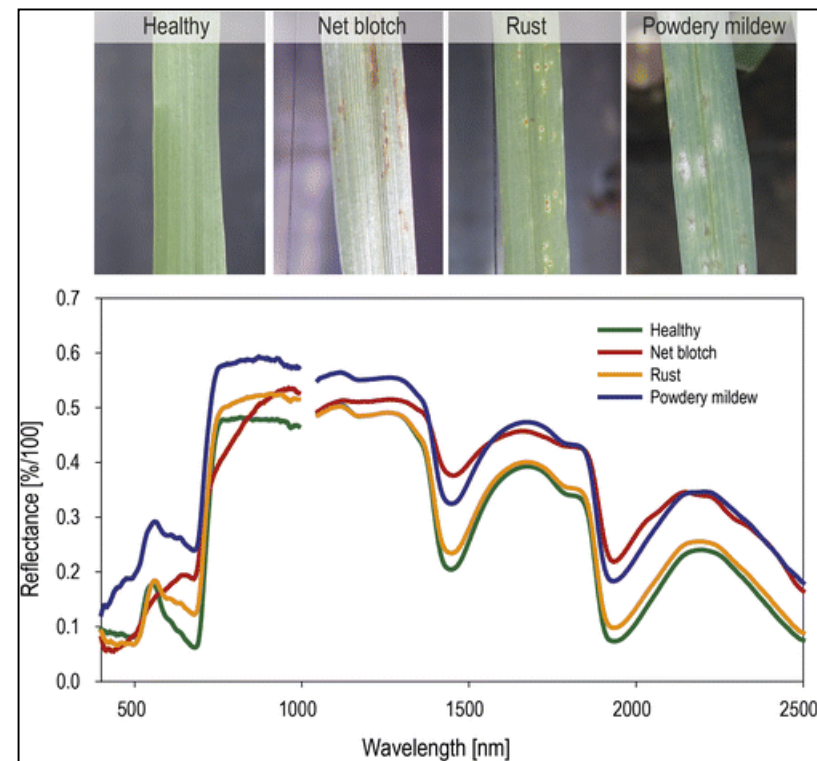 Healthy
Net blotch
Rust
Powdery mildew
0.7
0.6
0.5
0.4
0.3
0.2
0.1
0.0
Reflectance [%/100]
Healthy
Net blotch
Rust
Powdery mildew
500
1000
1500
2000
2500
Wavelength [nm]